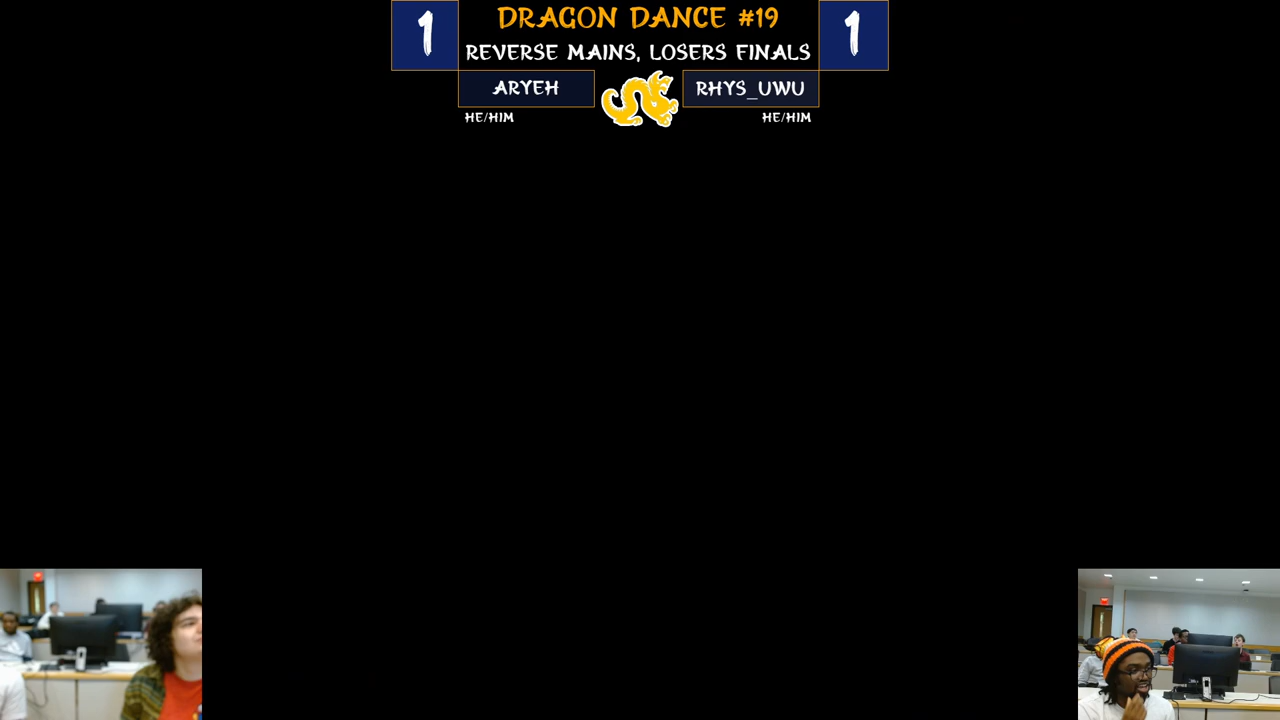 1
DRAGON DANCE #19
1
REVERSE MAINS, LOSERS FINALS
ARYEH
RHYS_UWU
HE/HIM
HE/HIM